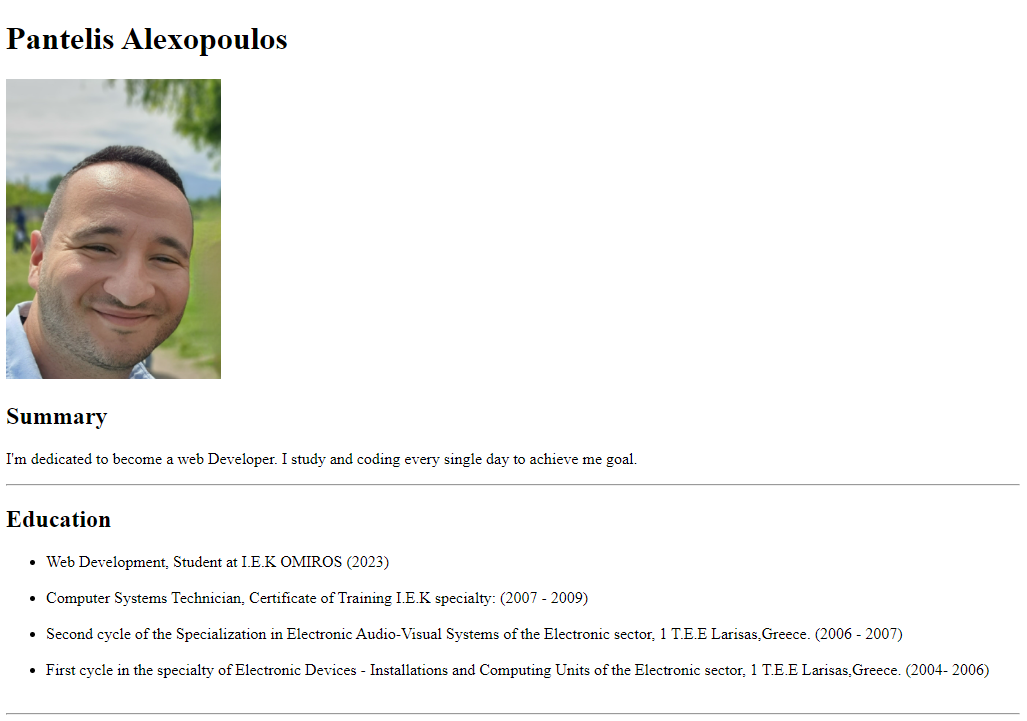 Pantelis Alexopoulos
Summary
I'm dedicated to become a web Developer. I study and coding every single day to achieve me goal.
Education
Web Development, Student at I.E.K OMIROS (2023)
Computer Systems Technician, Certificate of Training I.E.K specialty: (2007 - 2009)
Second cycle of the Specialization in Electronic Audio-Visual Systems of the Electronic sector, 1 T.E.E Larisas,Greece. (2006 - 2007)
First cycle in the specialty of Electronic Devices - Installations and Computing Units of the Electronic sector, 1 T.E.E Larisas,Greece. (2004- 2006)